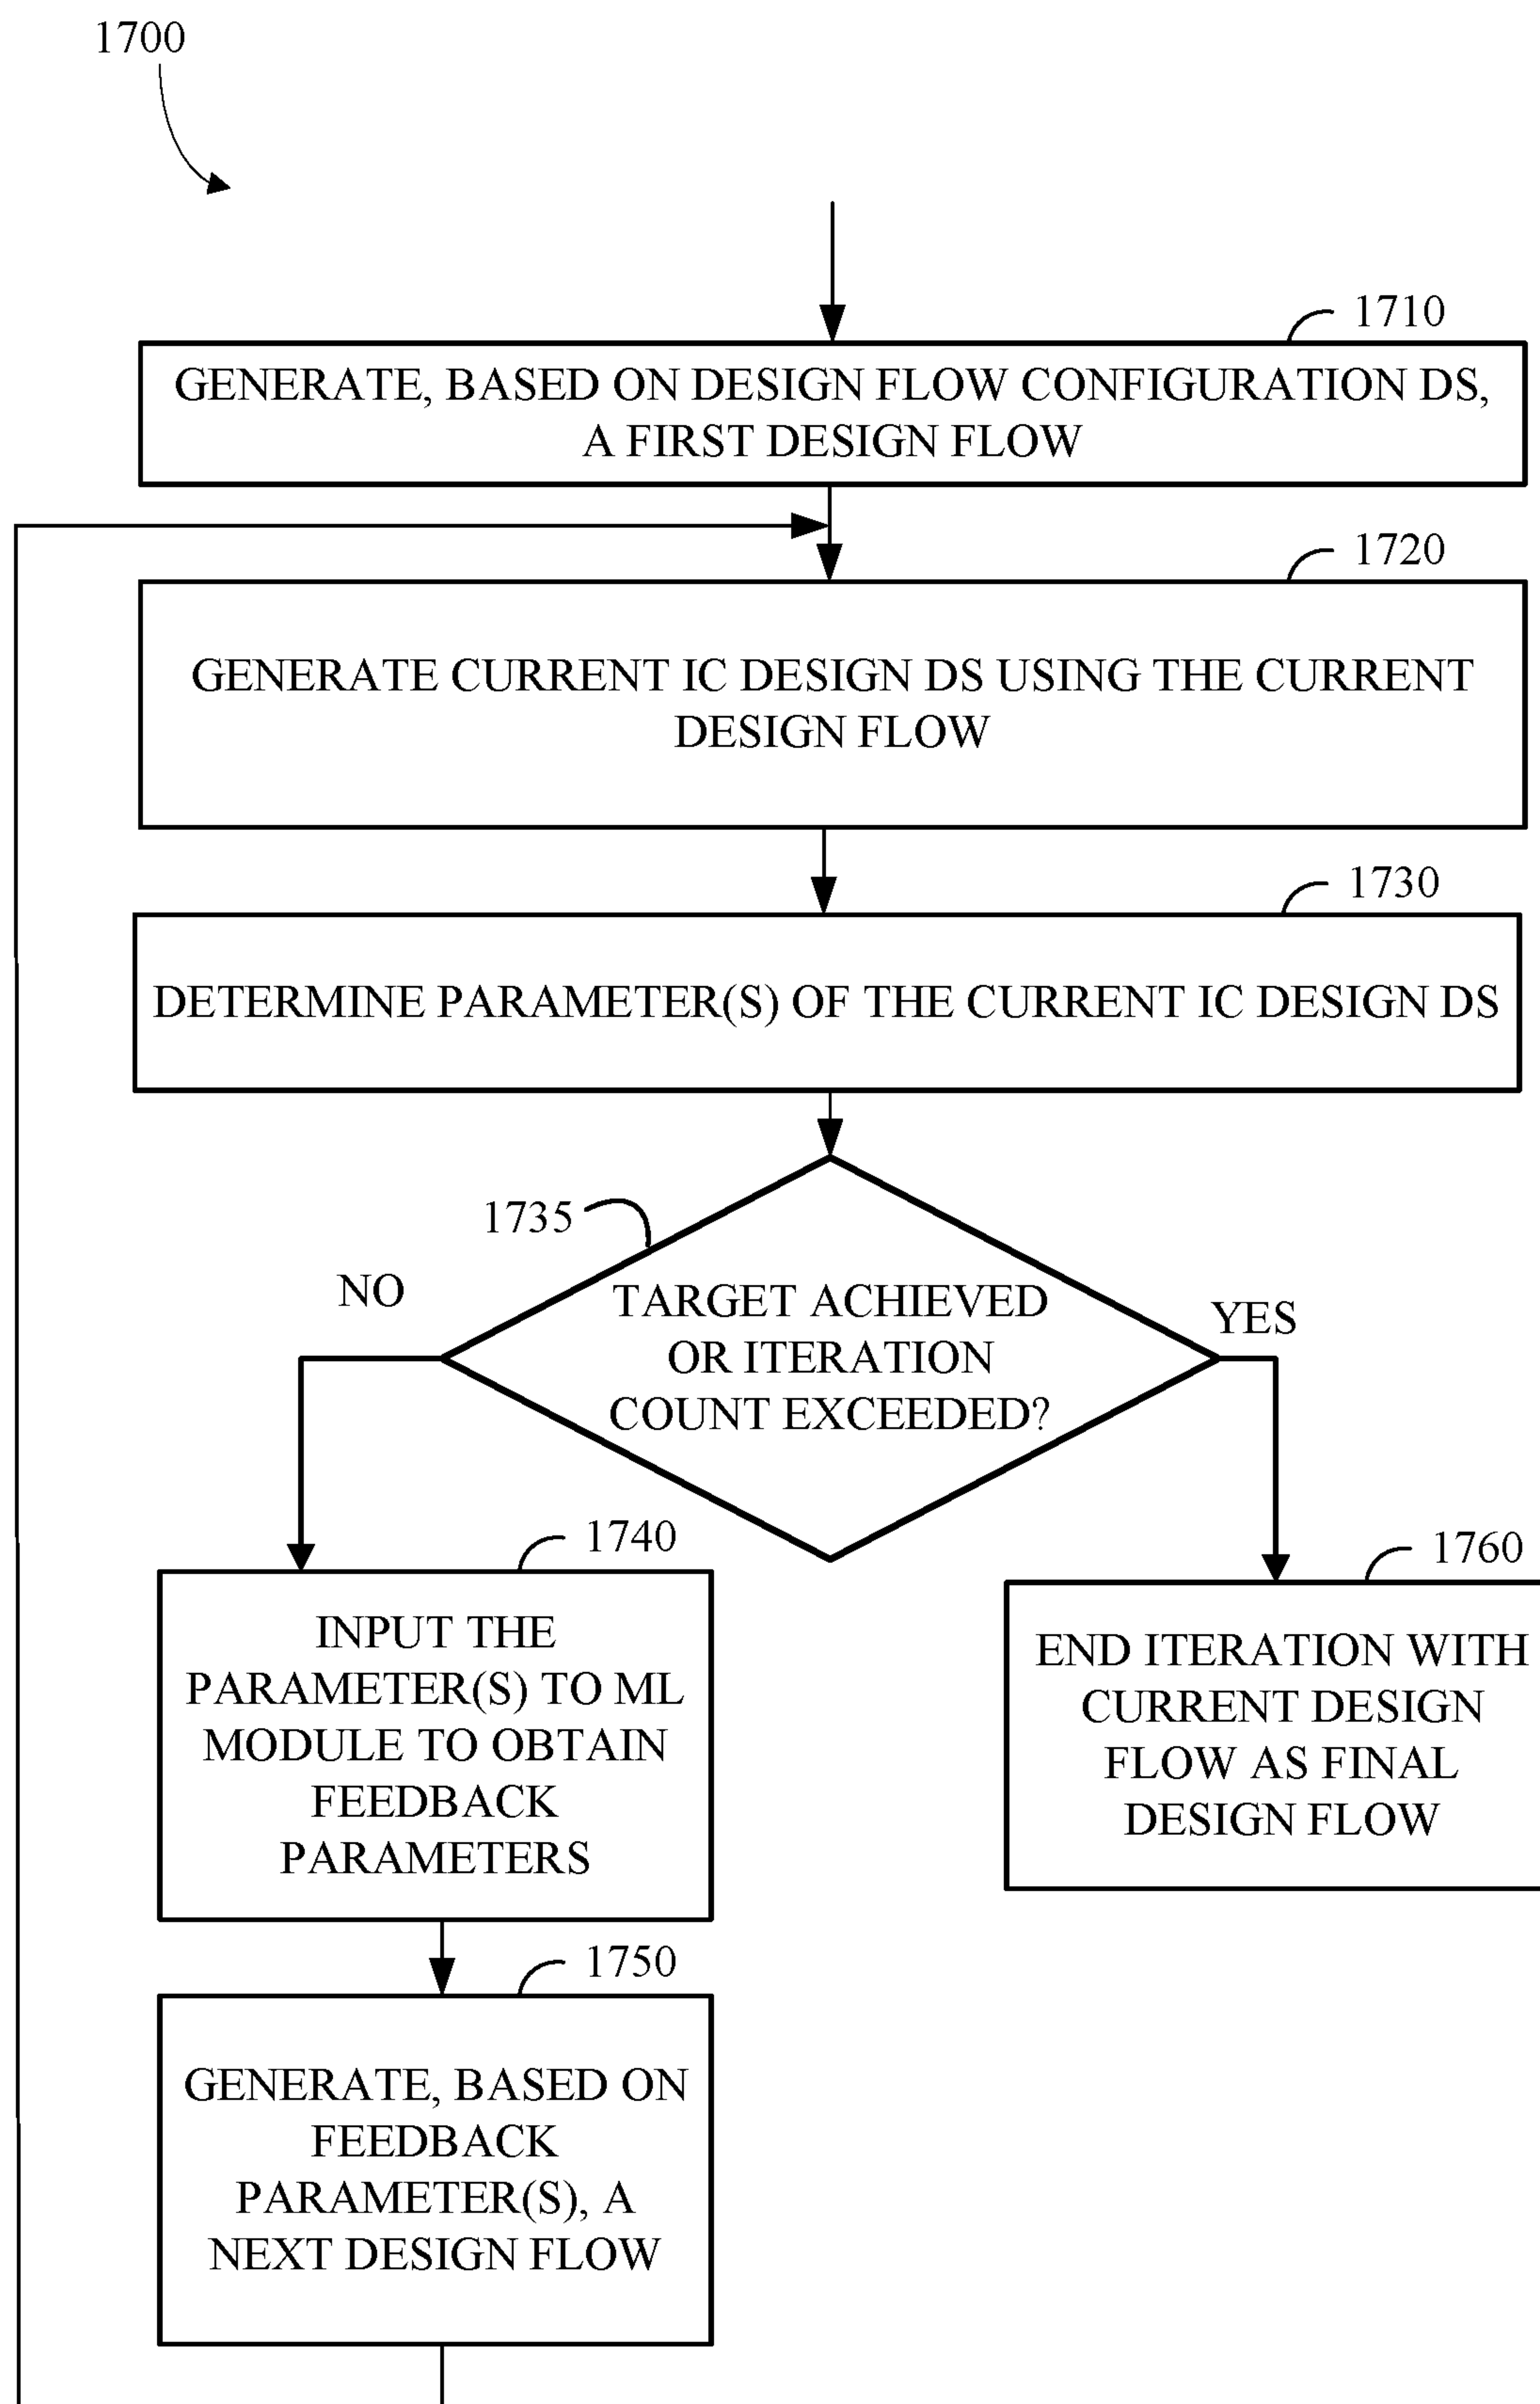 1700
1710
GENERATE, BASED ON DESIGN FLOW CONFIGURATION DS,
A FIRST DESIGN FLOW
1720
GENERATE CURRENT IC DESIGN DS USING THE CURRENT
DESIGN FLOW
1730
DETERMINE PARAMETER(S) OF THE CURRENT IC DESIGN DS
1735
NO
TARGET ACHIEVED
OR ITERATION
COUNT EXCEEDED?
YES
1740
INPUT THE
PARAMETER(S) TO ML
MODULE TO OBTAIN
FEEDBACK
PARAMETERS
1760
END ITERATION WITH
CURRENT DESIGN
FLOW AS FINAL
DESIGN FLOW
1750
GENERATE, BASED ON
FEEDBACK
PARAMETER(S), A
NEXT DESIGN FLOW